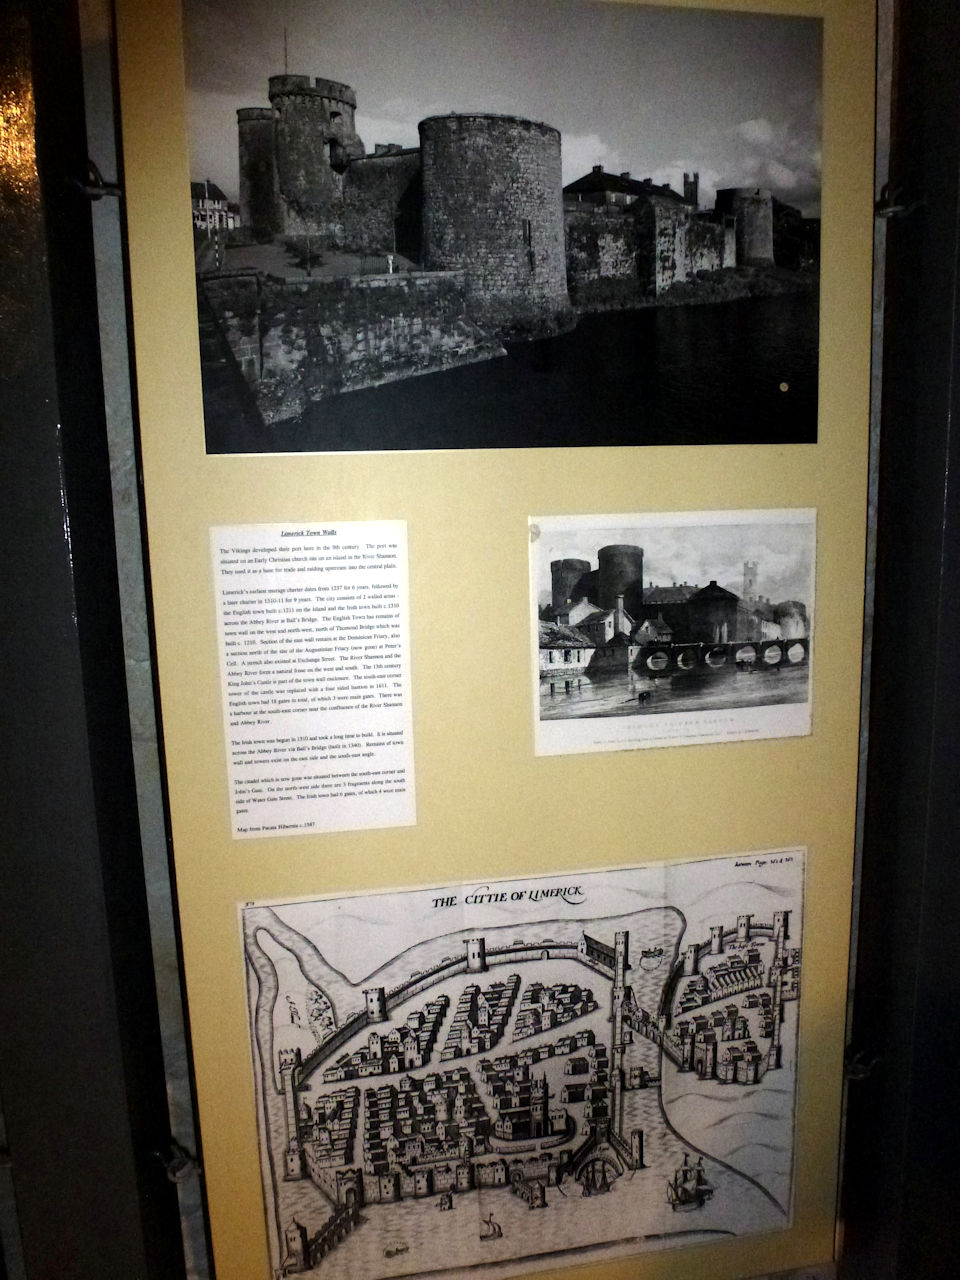 Limerick Town Walls
The Vikings developed their port here in the 9th century. The port was
situated on an Early Christian church site on an island in the River Shannon.
They used it as a base for trade and raiding upstream into the central plain.
Limerick's earliest murage charter dates from 1237 for 6 years, followed by
a later charter in 1310-11 for 9 years. The city consists of 2 walled areas -
the English town built c.1211 on the island and the Irish town built c.1310
across the Abbey River at Ball's Bridge. The English Town has remains of
town wall on the west and north-west, north of Thomond Bridge which was
built c. 1210. Section of the east wall remain at the Dominican Friary, also
a section north of the site of the Augustinian Friary (now gone) at Peter's
Cell. A trench also existed at Exchange Street. The River Shannon and the
Abbey River form a natural fosse on the west and south. The 13th century
King John's Castle is part of the town wall enclosure. The south-east corner
tower of the castle was replaced with a four sided bastion in 1611. The
English town had 18 gates in total, of which 3 were main gates. There was
a harbour at the south-east corner near the confluence of the River Shannon
and Abbey River.
The Irish town was begun in 1310 and took a long time to build. It is situated
across the Abbey River via Ball's Bridge (built in 1340). Remains of town
wall and towers exist on the east side and the south-east angle.
The citadel which is now gone was situated between the south-east corner and
John's Gate. On the north-west side there are 3 fragments along the south
side of Water Gate Street. The Irish town had 6 gates, of which 4 were main
gates.
Map from Pacata Hibernia c.1587
THE CITTIE OF LIMERICK